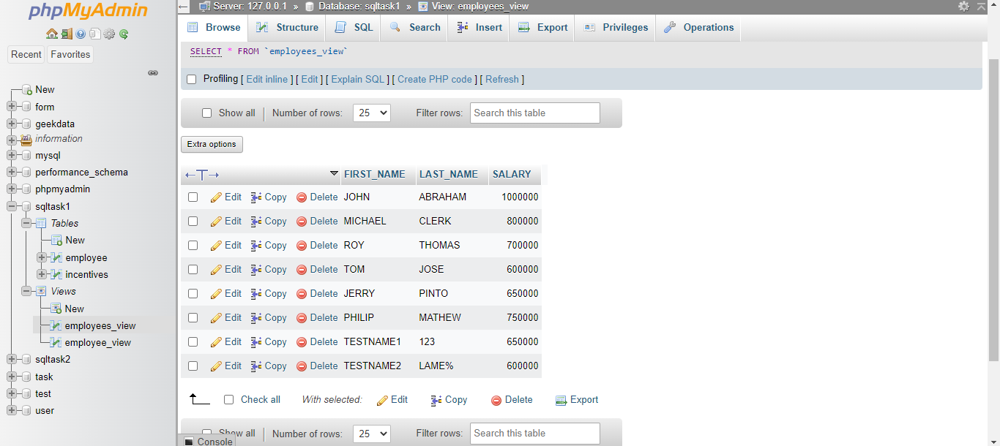 phpMyAdmin
Recent Favorites
New
form
geekdata
information
mysql
performance_schema
phpmyadmin
sqltask1
Tables
New
employee
incentives
Views
New
employees_view
employee_view
sqltask2
task
test
user
Server: 127.0.0.1 » Database: sqltask1 » View: employees_view
Browse Structure SQL Search Insert Export Privileges Operations
SELECT * FROM `employees_view`
Profiling [ Edit inline ] [ Edit ] [ Explain SQL ] [ Create PHP code ] [ Refresh ]
Show all Number of rows: 25 Filter rows: Search this table
Extra options
←T→ FIRST_NAME LAST_NAME SALARY
Edit Copy Delete JOHN ABRAHAM 1000000
Edit Copy Delete MICHAEL CLERK 800000
Edit Copy Delete ROY THOMAS 700000
Edit Copy Delete TOM JOSE 600000
Edit Copy Delete JERRY PINTO 650000
Edit Copy Delete PHILIP MATHEW 750000
Edit Copy Delete TESTNAME1 123 650000
Edit Copy Delete TESTNAME2 LAME% 600000
Check all With selected: Edit Copy Delete Export
Show all Number of rows: 25 Filter rows: Search this table
Console